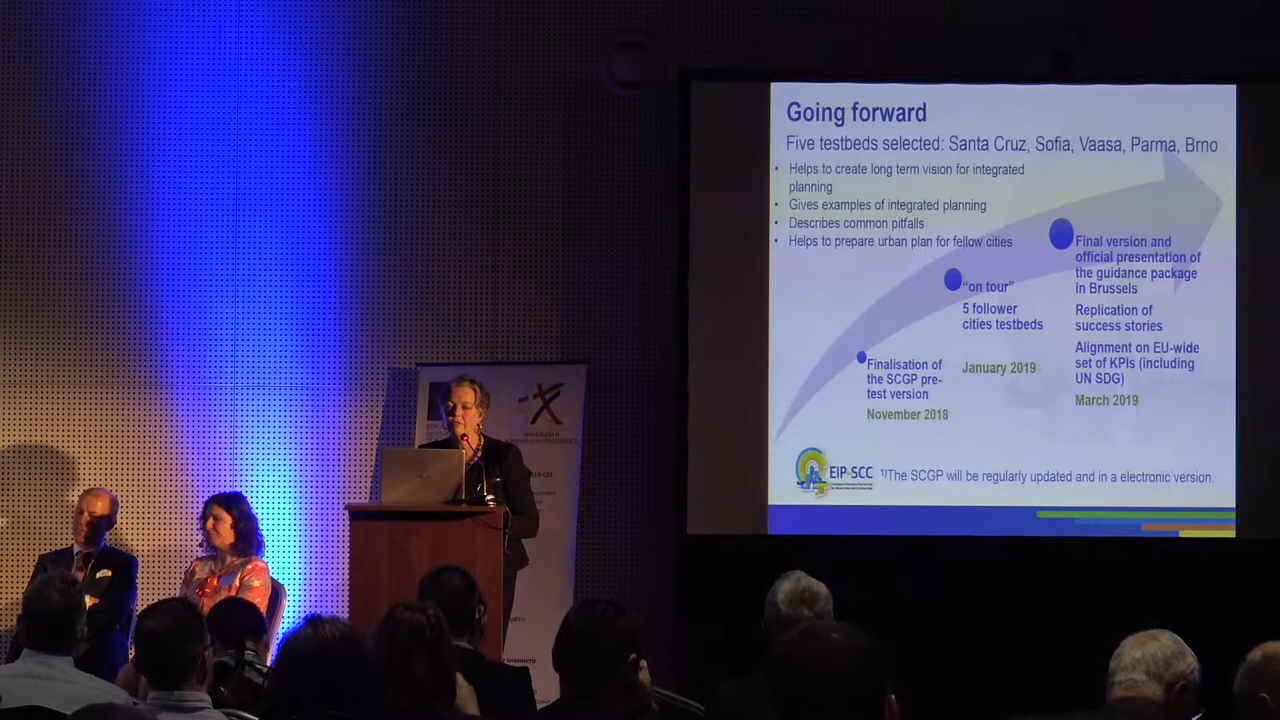 Going forward
Five testbeds selected: Santa Cruz, Sofia, Vaasa, Parma, Brno
• Helps to create long term vision for integrated
planning
• Gives examples of integrated planning
• Describes common pitfalls
• Helps to prepare urban plan for fellow cities
Final version and
official presentation of
the guidance package
in Brussels
Replication of
success stories
Alignment on EU-wide
set of KPIs (including
UN SDG)
March 2019
"on tour"
5 follower
cities testbeds
January 2019
Finalisation of
the SCGP pre-
test version
November 2018
EIP-SCC
1)The SCGP will be regularly updated and in a electronic version.
ИНОВАЦИИ И